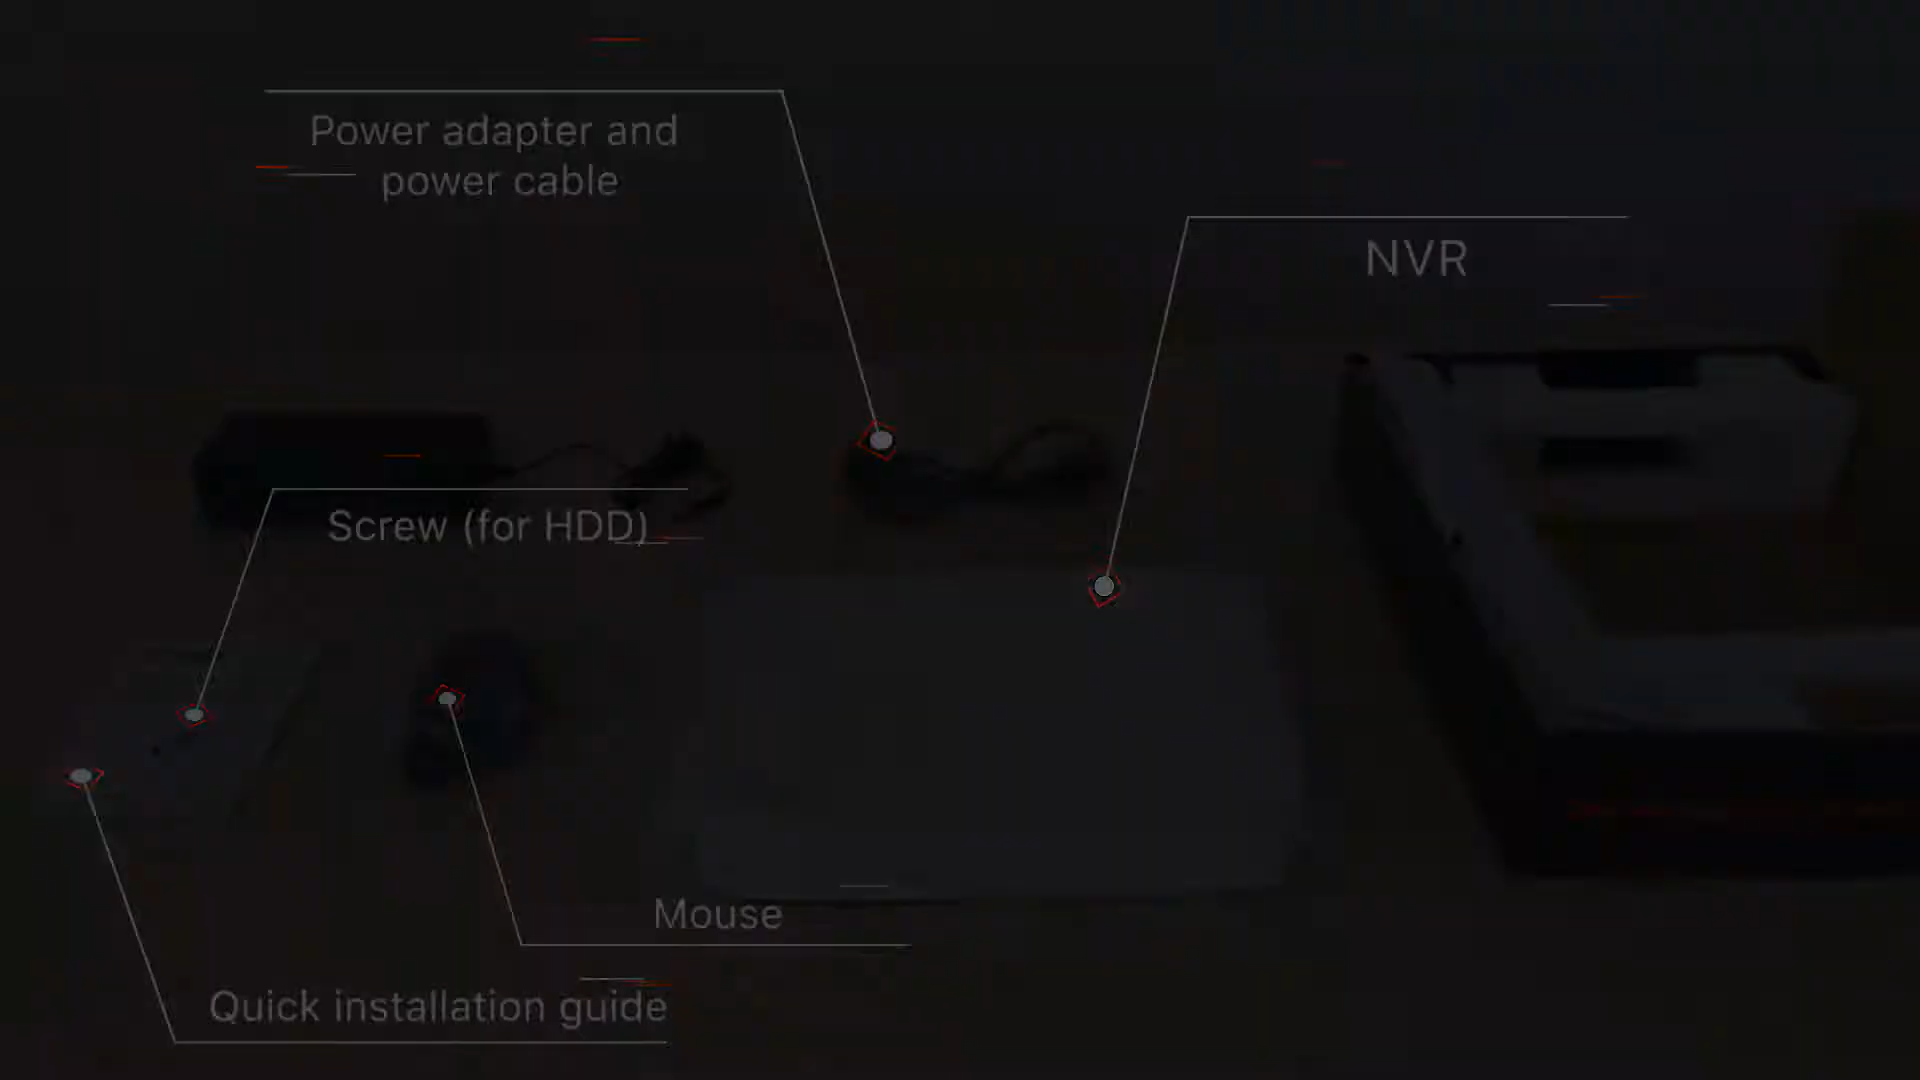 Power adapter and
power cable
NVR
Screw (for HDD)
Mouse
Quick installation guide